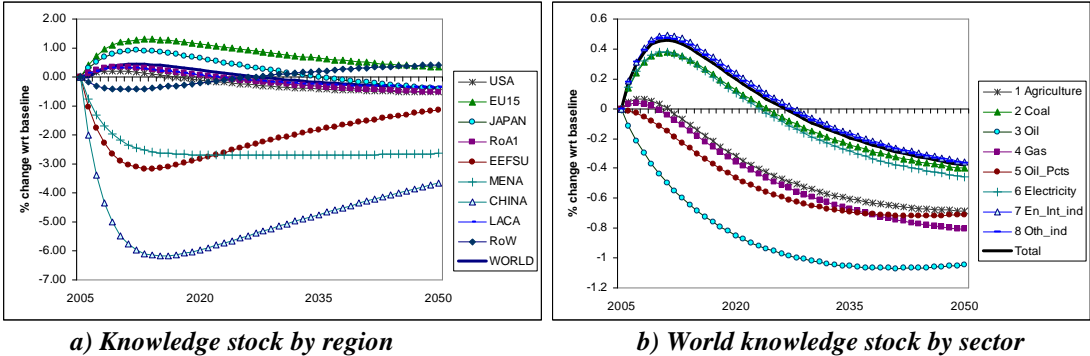 2.00
1.00
0.00
-1.00
-2.00
-3.00
-4.00
-5.00
-6.00
-7.00
% change wrt baseline
2005 2020 2035 2050
USA
EU15
JAPAN
RoA1
EEFSU
MENA
CHINA
LACA
RoW
WORLD
a) Knowledge stock by region
0.6
0.4
0.2
0
-0.2
-0.4
-0.6
-0.8
-1
-1.2
% change wrt baseline
2005 2020 2035 2050
1 Agriculture
2 Coal
3 Oil
4 Gas
5 Oil_Pcts
6 Electricity
7 En_Int_ind
8 Oth_ind
Total
b) World knowledge stock by sector